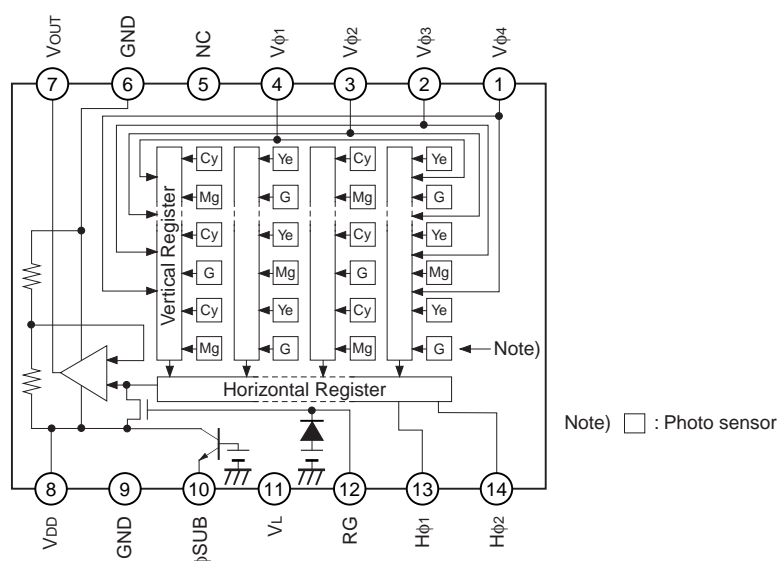 VOUT GND NC Vϕ1 Vϕ2 Vϕ3 Vϕ4
7 6 5 4 3 2 1
Cy Ye Cy Ye
Mg G Mg G
Cy Ye Cy Ye
G Mg G Mg
Cy Ye Cy Ye
Mg G Mg G
Vertical Register
Note)
Horizontal Register
Note) : Photo sensor
8 9 10 11 12 13 14
VDD GND ϕSUB VL RG Hϕ1 Hϕ2